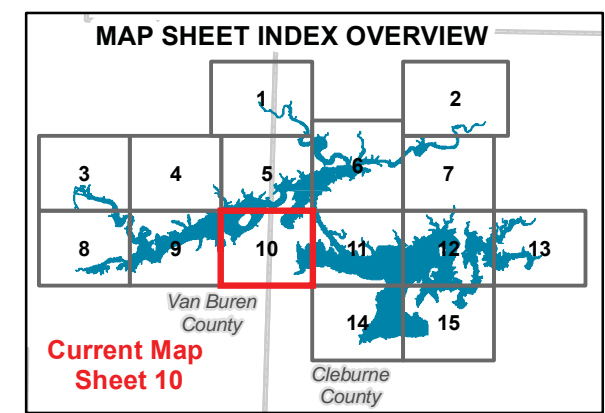 MAP SHEET INDEX OVERVIEW
1
2
3
4
5
6
7
8
9
10
11
12
13
Van Buren
County
14
15
Current Map
Sheet 10
Cleburne
County